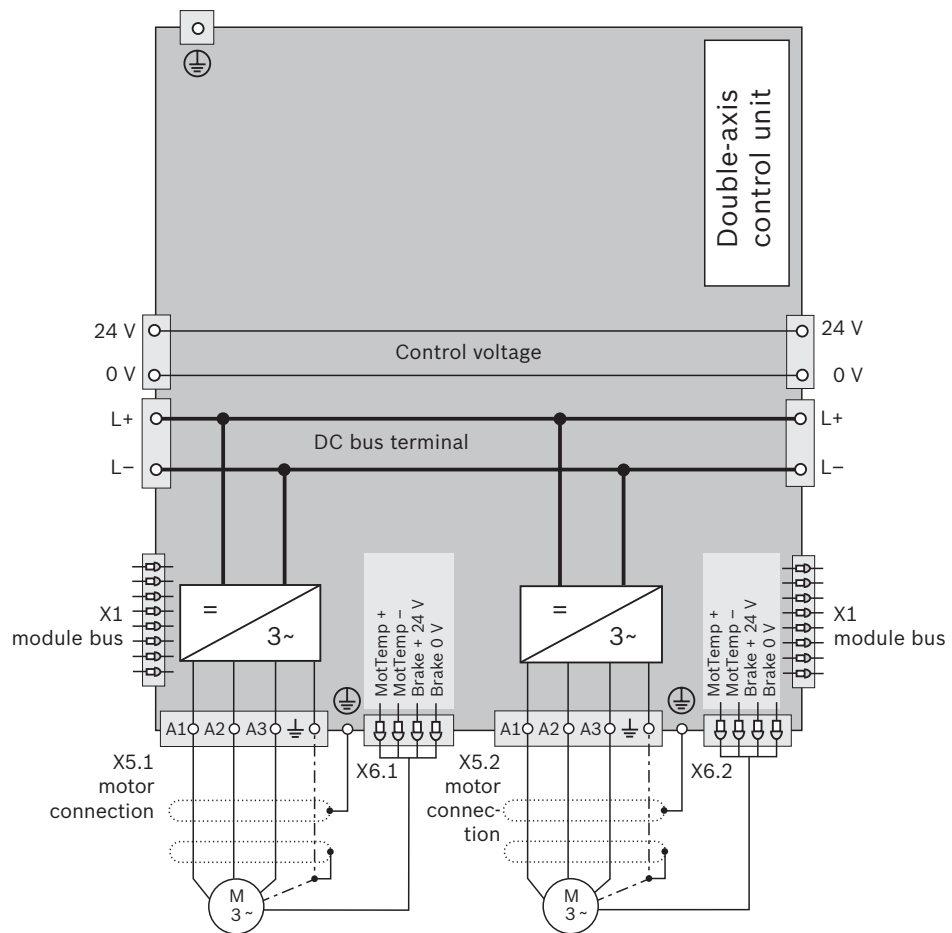 Double-axis
control unit
24 V
24 V
Control voltage
0 V
0 V
L+
L+
DC bus terminal
L–
L–
X1
module bus
=
3~
MotTemp +
MotTemp –
Brake + 24 V
Brake 0 V
=
3~
MotTemp +
MotTemp –
Brake + 24 V
Brake 0 V
X1
module bus
A1
A2
A3
A1
A2
A3
X5.1
motor
connection
X6.1
X5.2
motor
connec-
tion
X6.2
M
3 ~
M
3 ~